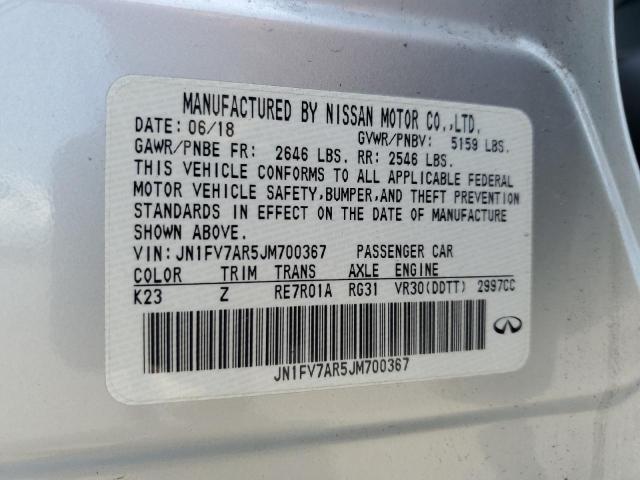 MANUFACTURED BY NISSAN MOTOR CO.,LTD.
DATE: 06/18 GVWR/PNBV: 5159 LBS.
GAWR/PNBE FR: 2646 LBS. RR: 2546 LBS.
THIS VEHICLE CONFORMS TO ALL APPLICABLE FEDERAL
MOTOR VEHICLE SAFETY,BUMPER,AND THEFT PREVENTION
STANDARDS IN EFFECT ON THE DATE OF MANUFACTURE
SHOWN ABOVE.
VIN:JN1FV7AR5JM700367 PASSENGER CAR
COLOR TRIM TRANS AXLE ENGINE
K23 Z RE7R01A RG31 VR30(DDTT) 2997CC
JN1FV7AR5JM700367